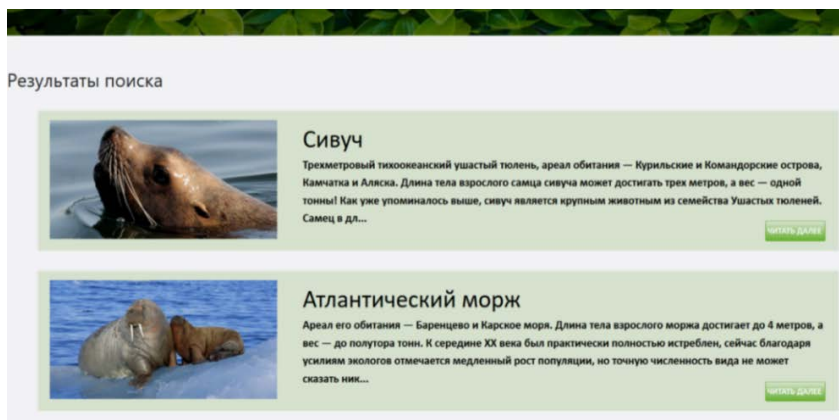 Результаты поиска
Сивуч
Трехметровый тихоокеанский ушастый тюлень, ареал обитания — Курильские и Командорские острова,
Камчатка и Аляска. Длина тела взрослого самца сивуча может достигать трех метров, а вес — одной
тонны! Как уже упоминалось выше, сивуч является крупным животным из семейства Ушастых тюленей.
Самец в дл...
ЧИТАТЬ ДАЛЕЕ
Атлантический морж
Ареал его обитания — Баренцево и Карское моря. Длина тела взрослого моржа достигает до 4 метров, а
вес — до полутора тонн. К середине XX века был практически полностью истреблен, сейчас благодаря
усилиям экологов отмечается медленный рост популяции, но точную численность вида не может
сказать ник...
ЧИТАТЬ ДАЛЕЕ